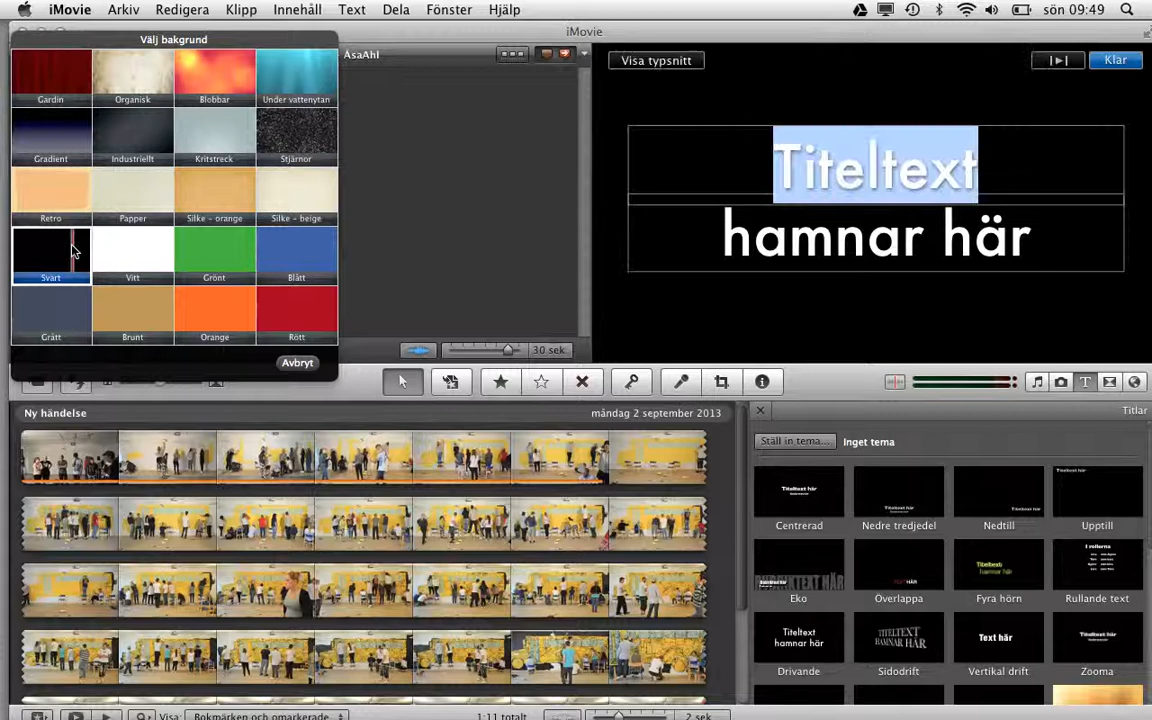 iMovie Arkiv Redigera Klipp Innehåll Text Dela Fönster Hjälp sön 09:49
iMovie
Välj bakgrund
Gardin Organisk Blobbar Under vattenytan
Gradient Industriellt Kritstreck Stjärnor
Retro Papper Silke - orange Silke - beige
Svart Vitt Grönt Blått
Grått Brunt Orange Rött
Avbryt
ÅsaAhl
30 sek
Visa typsnitt
Klar
Titeltext
hamnar här
Ny händelse måndag 2 september 2013
Visa: Bokmärken och omarkerade 1:11 totalt 2 sek
Titlar
Ställ in tema... Inget tema
Titeltext här
Titeltext här
Centrerad Nedre tredjedel Nedtill Upptill
TITELTEXT HÄR
Titeltext
hamnar här
I rollerna
Eko Överlappa Fyra hörn Rullande text
Titeltext
hamnar här
TITELTEXT
HAMNAR HÄR
Text här
Titeltext här
Drivande Sidodrift Vertikal drift Zooma